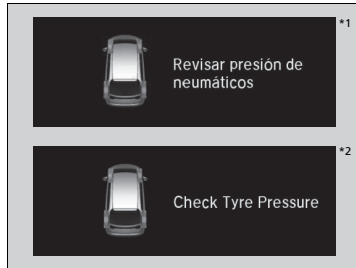 *1
Revisar presión de
neumáticos
*2
Check Tyre Pressure